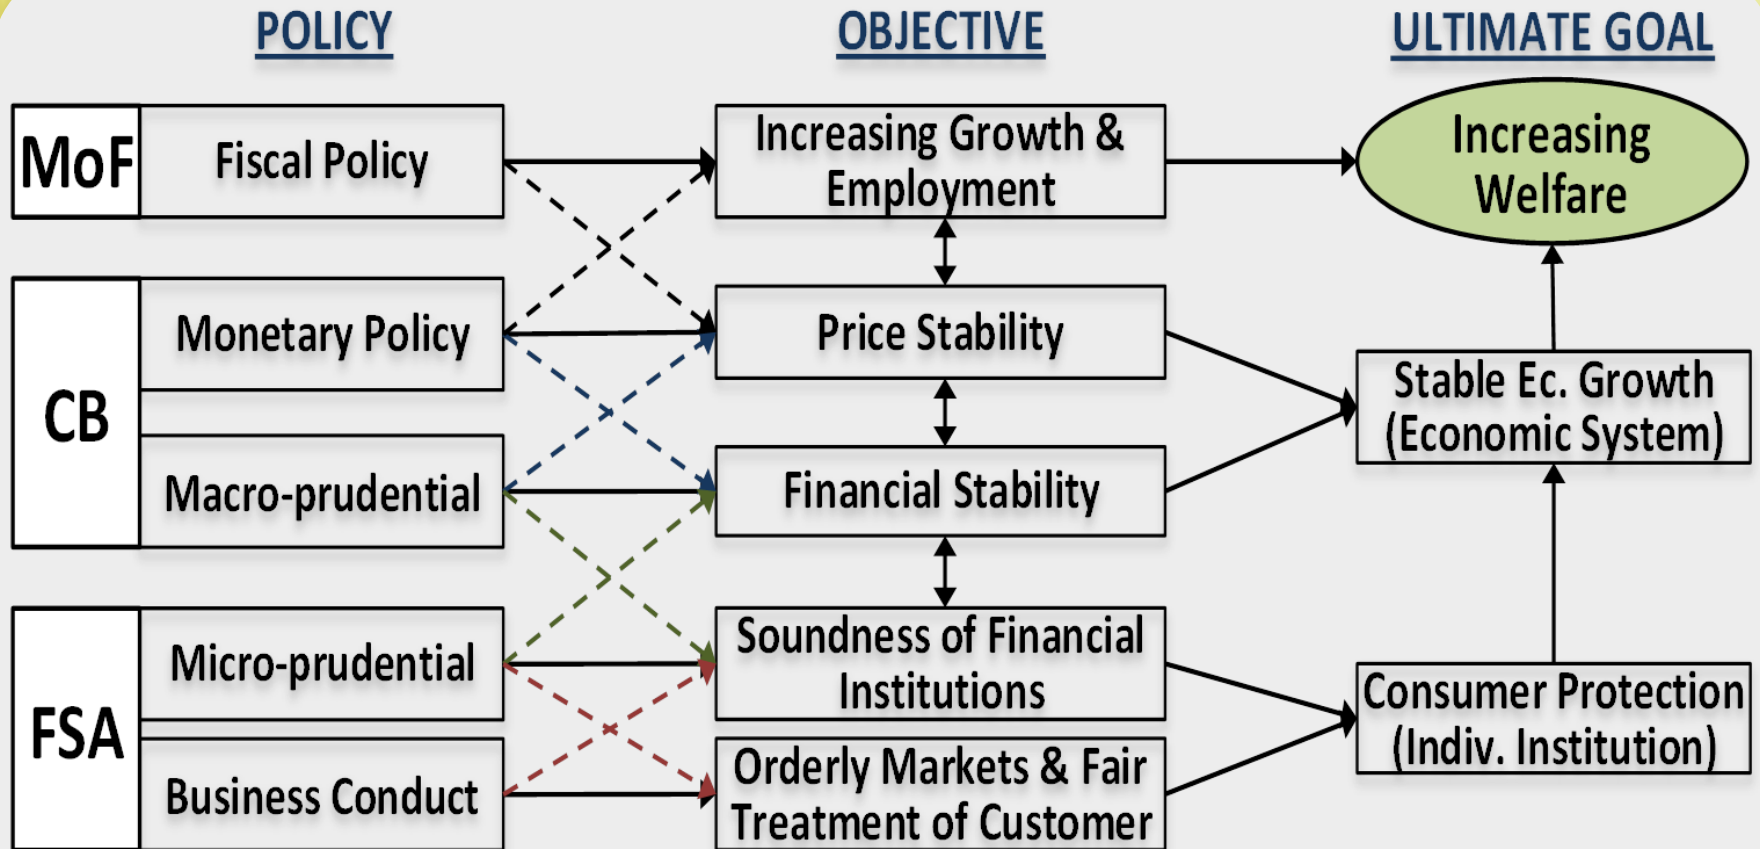 POLICY
OBJECTIVE
ULTIMATE GOAL
MoF
Fiscal Policy
Increasing Growth &
Employment
Increasing
Welfare
CB
Monetary Policy
Price Stability
Stable Ec. Growth
(Economic System)
Macro-prudential
Financial Stability
FSA
Micro-prudential
Soundness of Financial
Institutions
Consumer Protection
(Indiv. Institution)
Business Conduct
Orderly Markets & Fair
Treatment of Customer